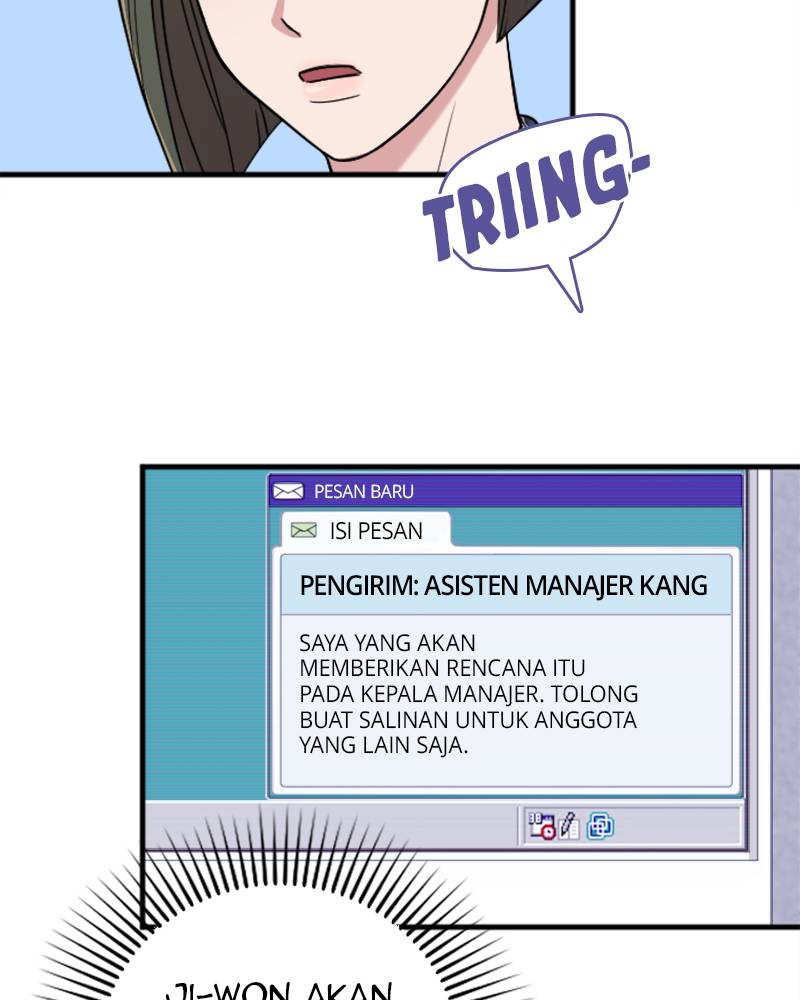 TRIING-
PESAN BARU
ISI PESAN
PENGIRIM: ASISTEN MANAJER KANG
SAYA YANG AKAN
MEMBERIKAN RENCANA ITU
PADA KEPALA MANAJER. TOLONG
BUAT SALINAN UNTUK ANGGOTA
YANG LAIN SAJA.
JI-WON AKAN